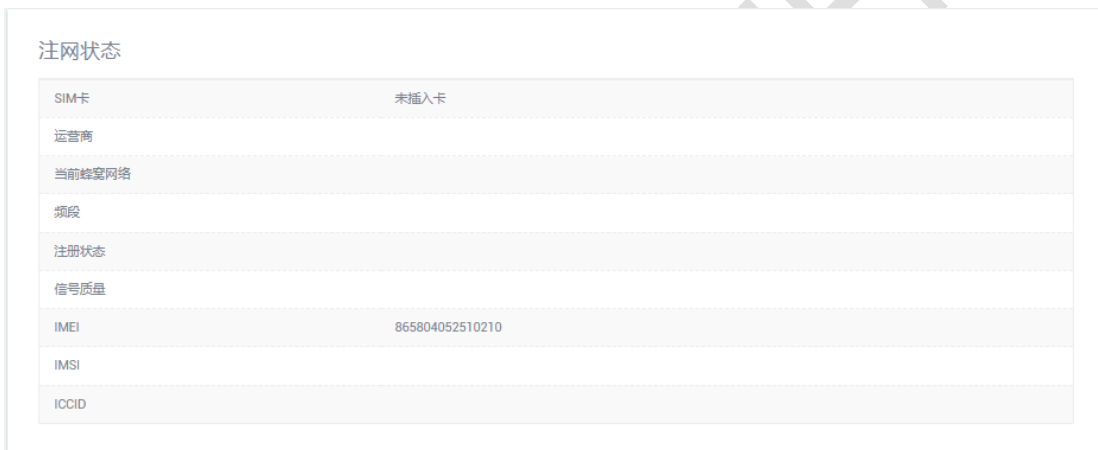 注网状态
SIM卡 未插入卡
运营商
当前蜂窝网络
频段
注册状态
信号质量
IMEI 865804052510210
IMSI
ICCID